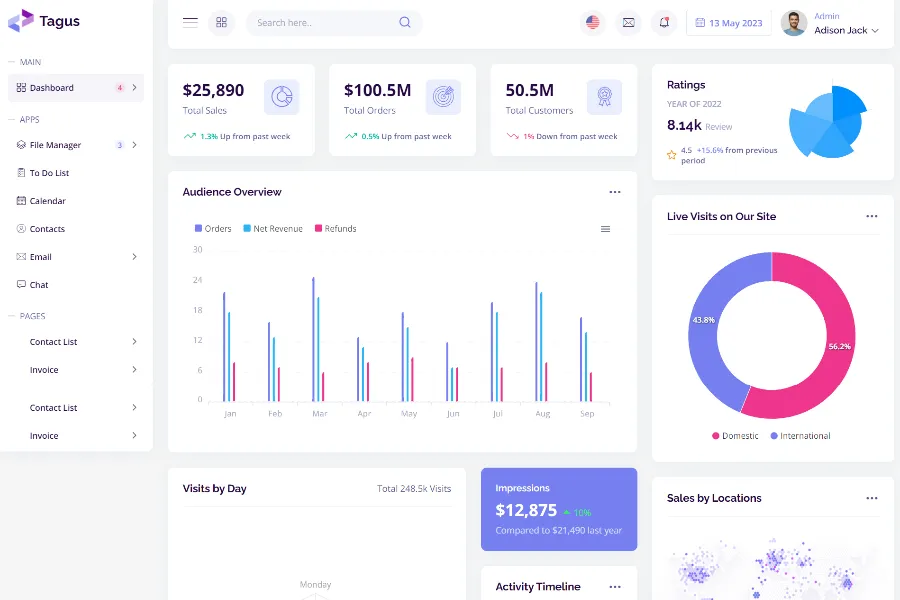 Tagus
MAIN
Dashboard 4
APPS
File Manager 3
To Do List
Calendar
Contacts
Email
Chat
PAGES
Contact List
Invoice
Contact List
Invoice
Search here..
13 May 2023
Admin
Adison Jack
$25,890
Total Sales
1.3% Up from past week
$100.5M
Total Orders
0.5% Up from past week
50.5M
Total Customers
1% Down from past week
Ratings
YEAR OF 2022
8.14k Review
4.5 +15.6% from previous
period
Audience Overview
Orders Net Revenue Refunds
30
24
18
12
6
0
Jan Feb Mar Apr May Jun Jul Aug Sep
Live Visits on Our Site
43.8%
56.2%
Domestic International
Visits by Day Total 248.5k Visits
Monday
Impressions
$12,875 10%
Compared to $21,490 last year
Activity Timeline
Sales by Locations